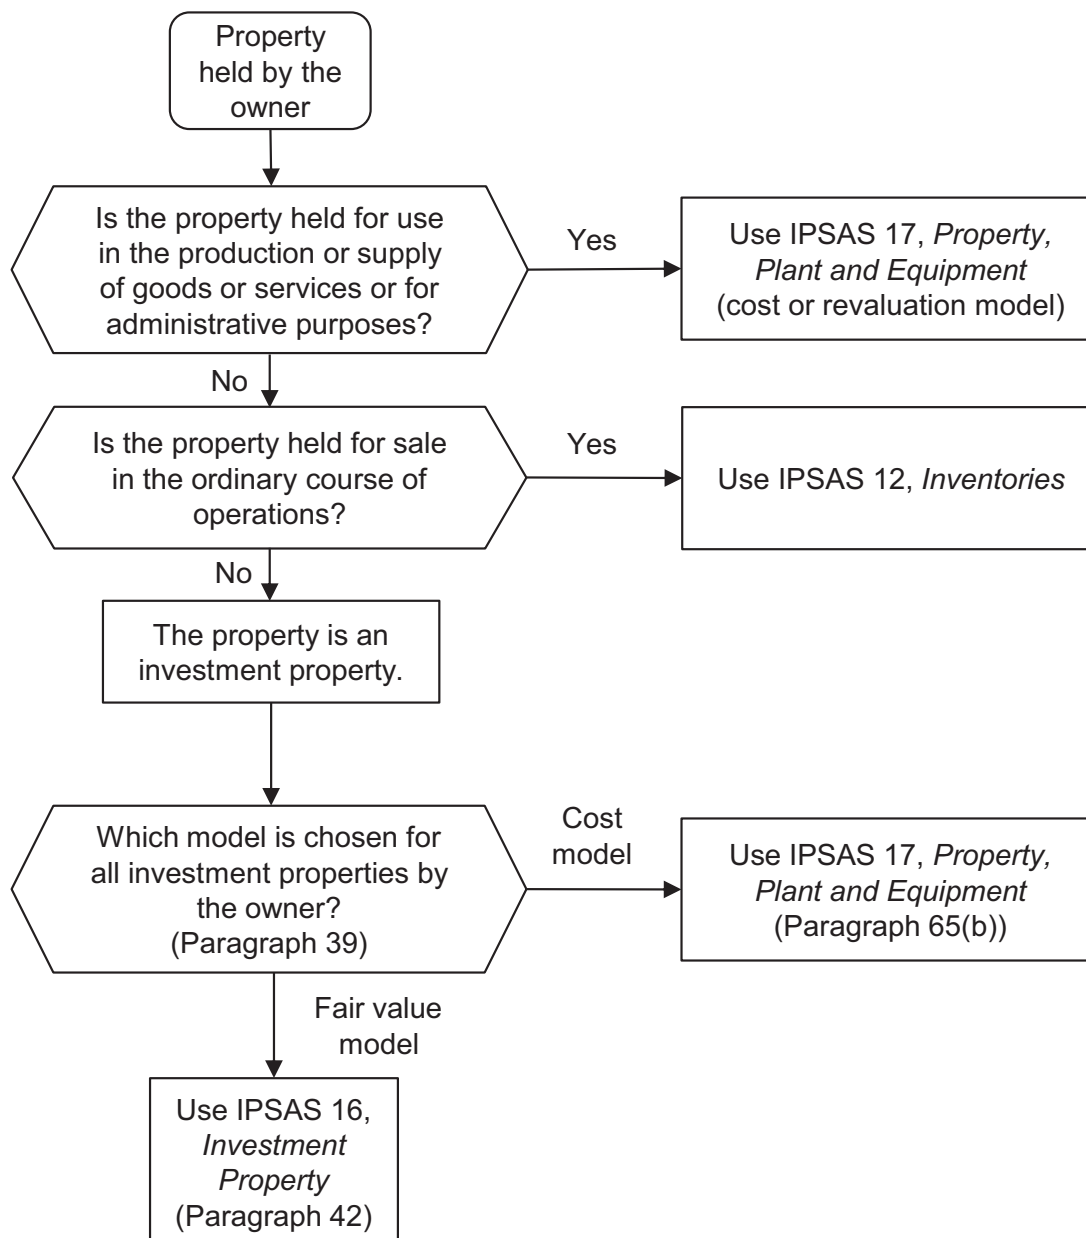 Property
held by the
owner
Is the property held for use
in the production or supply
of goods or services or for
administrative purposes?
Yes
Use IPSAS 17, Property,
Plant and Equipment
(cost or revaluation model)
No
Is the property held for sale
in the ordinary course of
operations?
Yes
Use IPSAS 12, Inventories
No
The property is an
investment property.
Which model is chosen for
all investment properties by
the owner?
(Paragraph 39)
Cost
model
Use IPSAS 17, Property,
Plant and Equipment
(Paragraph 65(b))
Fair value
model
Use IPSAS 16,
Investment
Property
(Paragraph 42)